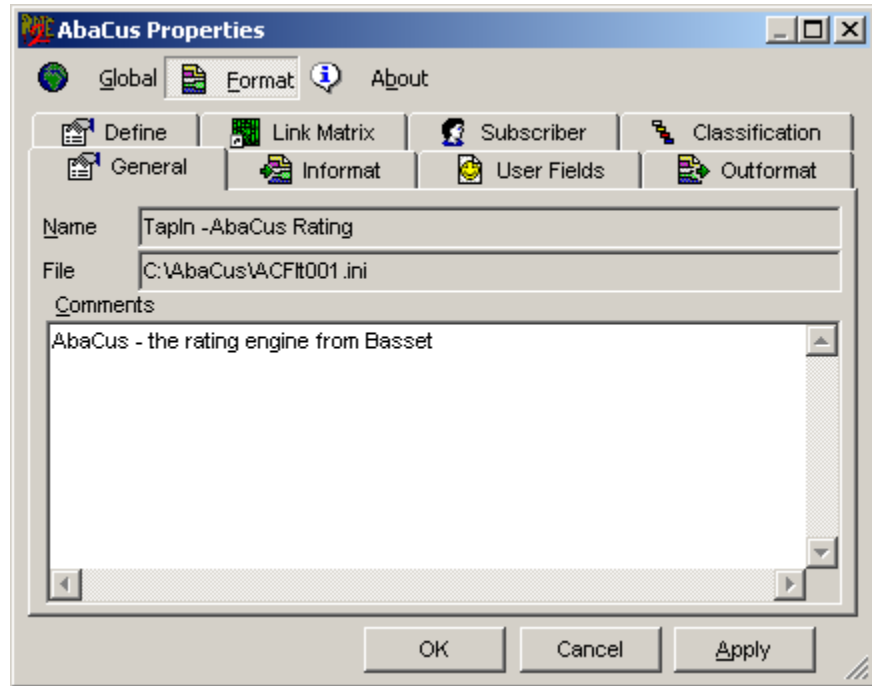 AbaCus Properties
Global Format About
Define Link Matrix Subscriber Classification
General Informat User Fields Outformat
Name TapIn -AbaCus Rating
File C:\AbaCus\ACFlt001.ini
Comments
AbaCus - the rating engine from Basset
OK Cancel Apply